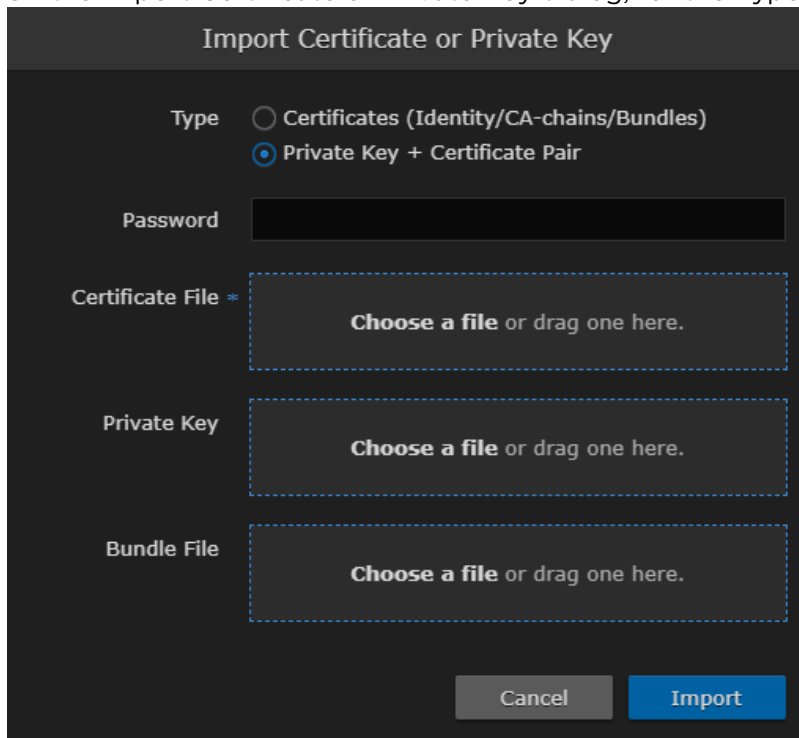 Import Certificate or Private Key
Type
Certificates (Identity/CA-chains/Bundles)
Private Key + Certificate Pair
Password
Certificate File *
Choose a file or drag one here.
Private Key
Choose a file or drag one here.
Bundle File
Choose a file or drag one here.
Cancel Import